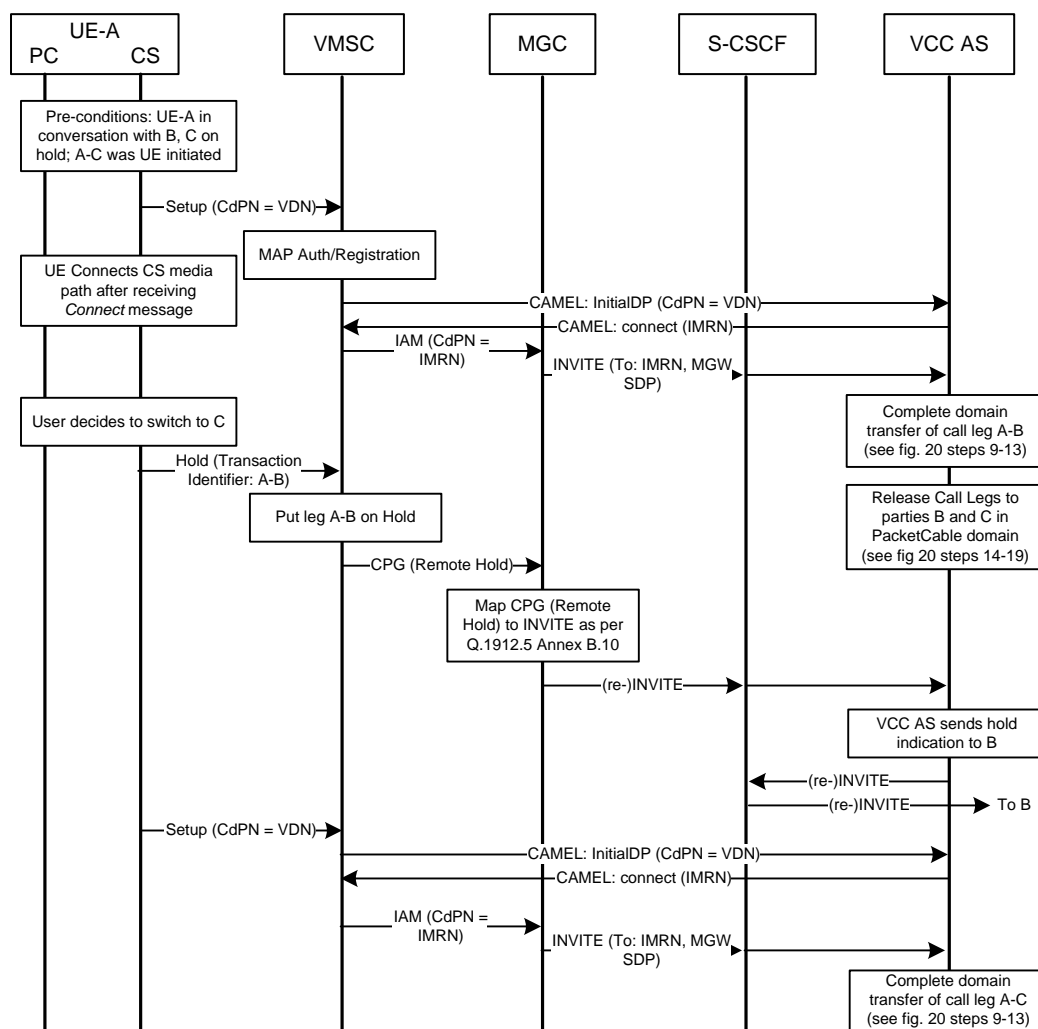 UE-A
PC CS
VMSC
MGC
S-CSCF
VCC AS
Pre-conditions: UE-A in
conversation with B, C on
hold; A-C was UE initiated
Setup (CdPN = VDN)
MAP Auth/Registration
UE Connects CS media
path after receiving
Connect message
CAMEL: InitialDP (CdPN = VDN)
CAMEL: connect (IMRN)
IAM (CdPN =
IMRN)
INVITE (To: IMRN, MGW
SDP)
User decides to switch to C
Complete domain
transfer of call leg A-B
(see fig. 20 steps 9-13)
Hold (Transaction
Identifier: A-B)
Put leg A-B on Hold
Release Call Legs to
parties B and C in
PacketCable domain
(see fig 20 steps 14-19)
CPG (Remote Hold)
Map CPG (Remote
Hold) to INVITE as per
Q.1912.5 Annex B.10
(re-)INVITE
VCC AS sends hold
indication to B
(re-)INVITE
(re-)INVITE
To B
Setup (CdPN = VDN)
CAMEL: InitialDP (CdPN = VDN)
CAMEL: connect (IMRN)
IAM (CdPN =
IMRN)
INVITE (To: IMRN, MGW
SDP)
Complete domain
transfer of call leg A-C
(see fig. 20 steps 9-13)